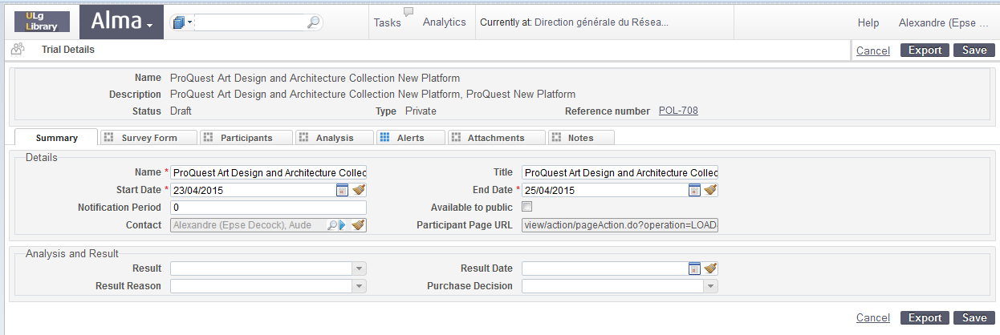 ULg Library Alma Tasks Analytics Currently at: Direction générale du Résea... Help Alexandre (Epse ...
Trial Details Cancel Export Save
Name ProQuest Art Design and Architecture Collection New Platform
Description ProQuest Art Design and Architecture Collection New Platform, ProQuest New Platform
Status Draft Type Private Reference number POL-708
Summary Survey Form Participants Analysis Alerts Attachments Notes
Details
Name * ProQuest Art Design and Architecture Collec Title ProQuest Art Design and Architecture Collec
Start Date * 23/04/2015 End Date * 25/04/2015
Notification Period 0 Available to public
Contact Alexandre (Epse Decock), Aude Participant Page URL view/action/pageAction.do?operation=LOAD
Analysis and Result
Result Result Date
Result Reason Purchase Decision
Cancel Export Save